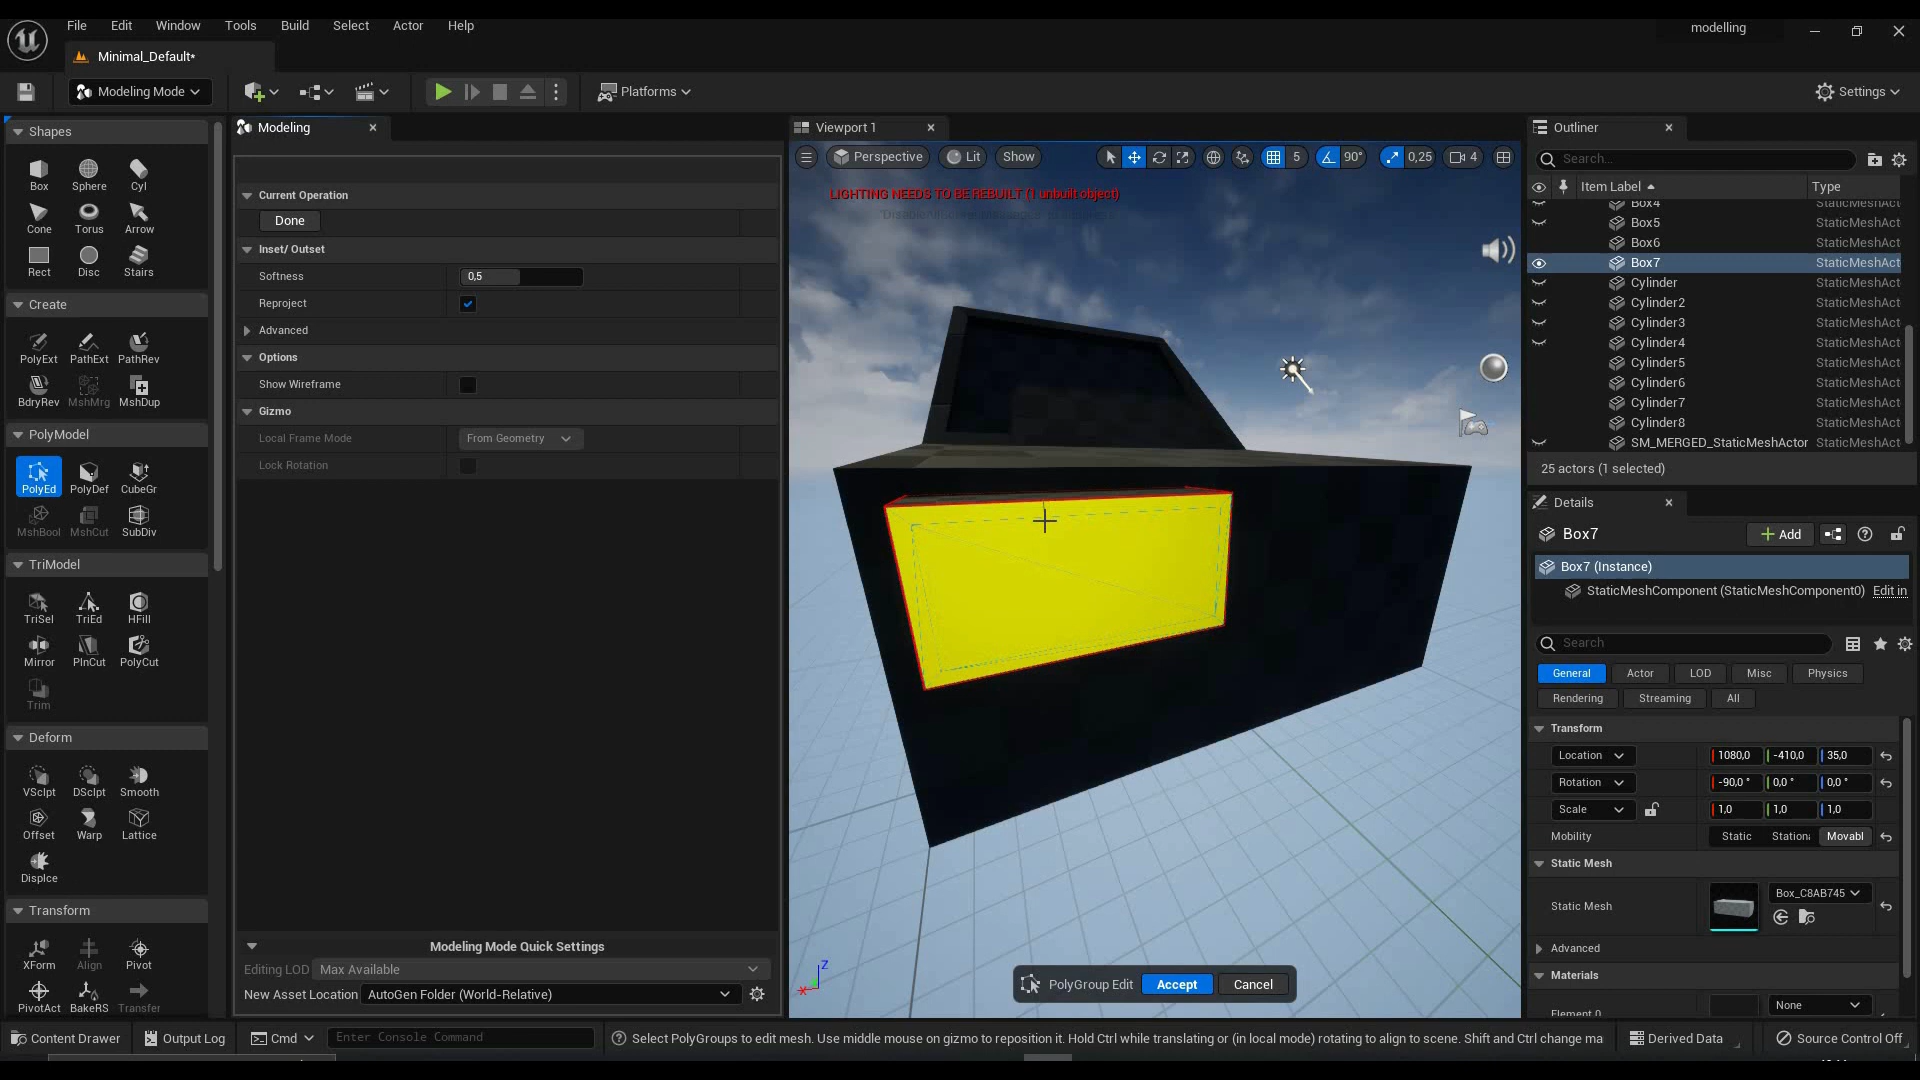 File Edit Window Tools Build Select Actor Help
modelling
Minimal_Default*
Modeling Mode
Platforms
Settings
Shapes
Box Sphere Cyl
Cone Torus Arrow
Rect Disc Stairs
Create
PolyExt PathExt PathRev
BdryRev MshMrg MshDup
PolyModel
PolyEd PolyDef CubeGr
MshBool MshCut SubDiv
TriModel
TriSel TriEd HFill
Mirror PlnCut PolyCut
Trim
Deform
VSclpt DSclpt Smooth
Offset Warp Lattice
Displce
Transform
XForm Align Pivot
PivotAct BakeRS Transfer
Modeling
Current Operation
Done
Inset/ Outset
Softness 0,5
Reproject
Advanced
Options
Show Wireframe
Gizmo
Local Frame Mode From Geometry
Lock Rotation
Modeling Mode Quick Settings
Editing LOD Max Available
New Asset Location AutoGen Folder (World-Relative)
Viewport 1
Perspective Lit Show 5 90° 0,25 4
LIGHTING NEEDS TO BE REBUILT (1 unbuilt object)
Z
X
PolyGroup Edit Accept Cancel
Outliner
Search...
Item Label Type
Box4 StaticMeshAct
Box5 StaticMeshAct
Box6 StaticMeshAct
Box7 StaticMeshAct
Cylinder StaticMeshAct
Cylinder2 StaticMeshAct
Cylinder3 StaticMeshAct
Cylinder4 StaticMeshAct
Cylinder5 StaticMeshAct
Cylinder6 StaticMeshAct
Cylinder7 StaticMeshAct
Cylinder8 StaticMeshAct
SM_MERGED_StaticMeshActor StaticMeshAct
25 actors (1 selected)
Details
Box7 Add
Box7 (Instance)
StaticMeshComponent (StaticMeshComponent0) Edit in
Search
General Actor LOD Misc Physics
Rendering Streaming All
Transform
Location 1080,0 -410,0 35,0
Rotation -90,0 ° 0,0 ° 0,0 °
Scale 1,0 1,0 1,0
Mobility Static Station Movabl
Static Mesh
Static Mesh Box_C8AB745
Advanced
Materials
Element 0 None
Content Drawer Output Log Cmd Enter Console Command
Select PolyGroups to edit mesh. Use middle mouse on gizmo to reposition it. Hold Ctrl while translating or (in local mode) rotating to align to scene. Shift and Ctrl change ma
Derived Data Source Control Off